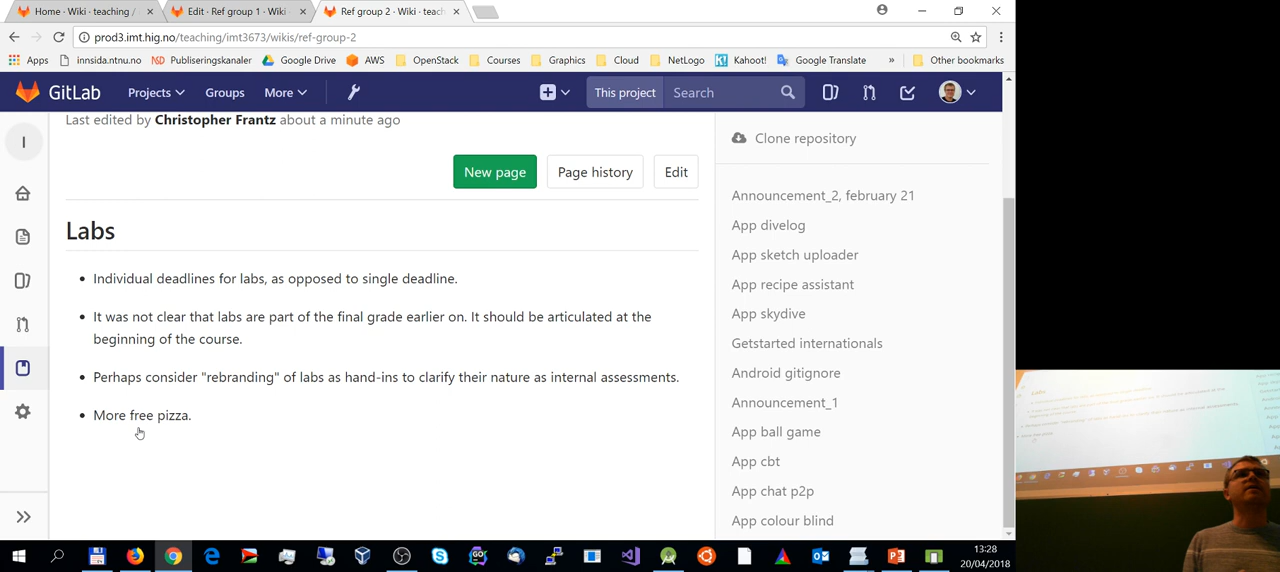 Home · Wiki · teaching /
Edit · Ref group 1 · Wiki ·
Ref group 2 · Wiki · teach
prod3.imt.hig.no/teaching/imt3673/wikis/ref-group-2
Apps
innsida.ntnu.no
Publiseringskanaler
Google Drive
AWS
OpenStack
Courses
Graphics
Cloud
NetLogo
Kahoot!
Google Translate
»
Other bookmarks
GitLab
Projects
Groups
More
This project
Search
I
Last edited by Christopher Frantz about a minute ago
New page
Page history
Edit
Labs
• Individual deadlines for labs, as opposed to single deadline.
• It was not clear that labs are part of the final grade earlier on. It should be articulated at the
beginning of the course.
• Perhaps consider "rebranding" of labs as hand-ins to clarify their nature as internal assessments.
• More free pizza.
Clone repository
Announcement_2, february 21
App divelog
App sketch uploader
App recipe assistant
App skydive
Getstarted internationals
Android gitignore
Announcement_1
App ball game
App cbt
App chat p2p
App colour blind
13:28
20/04/2018